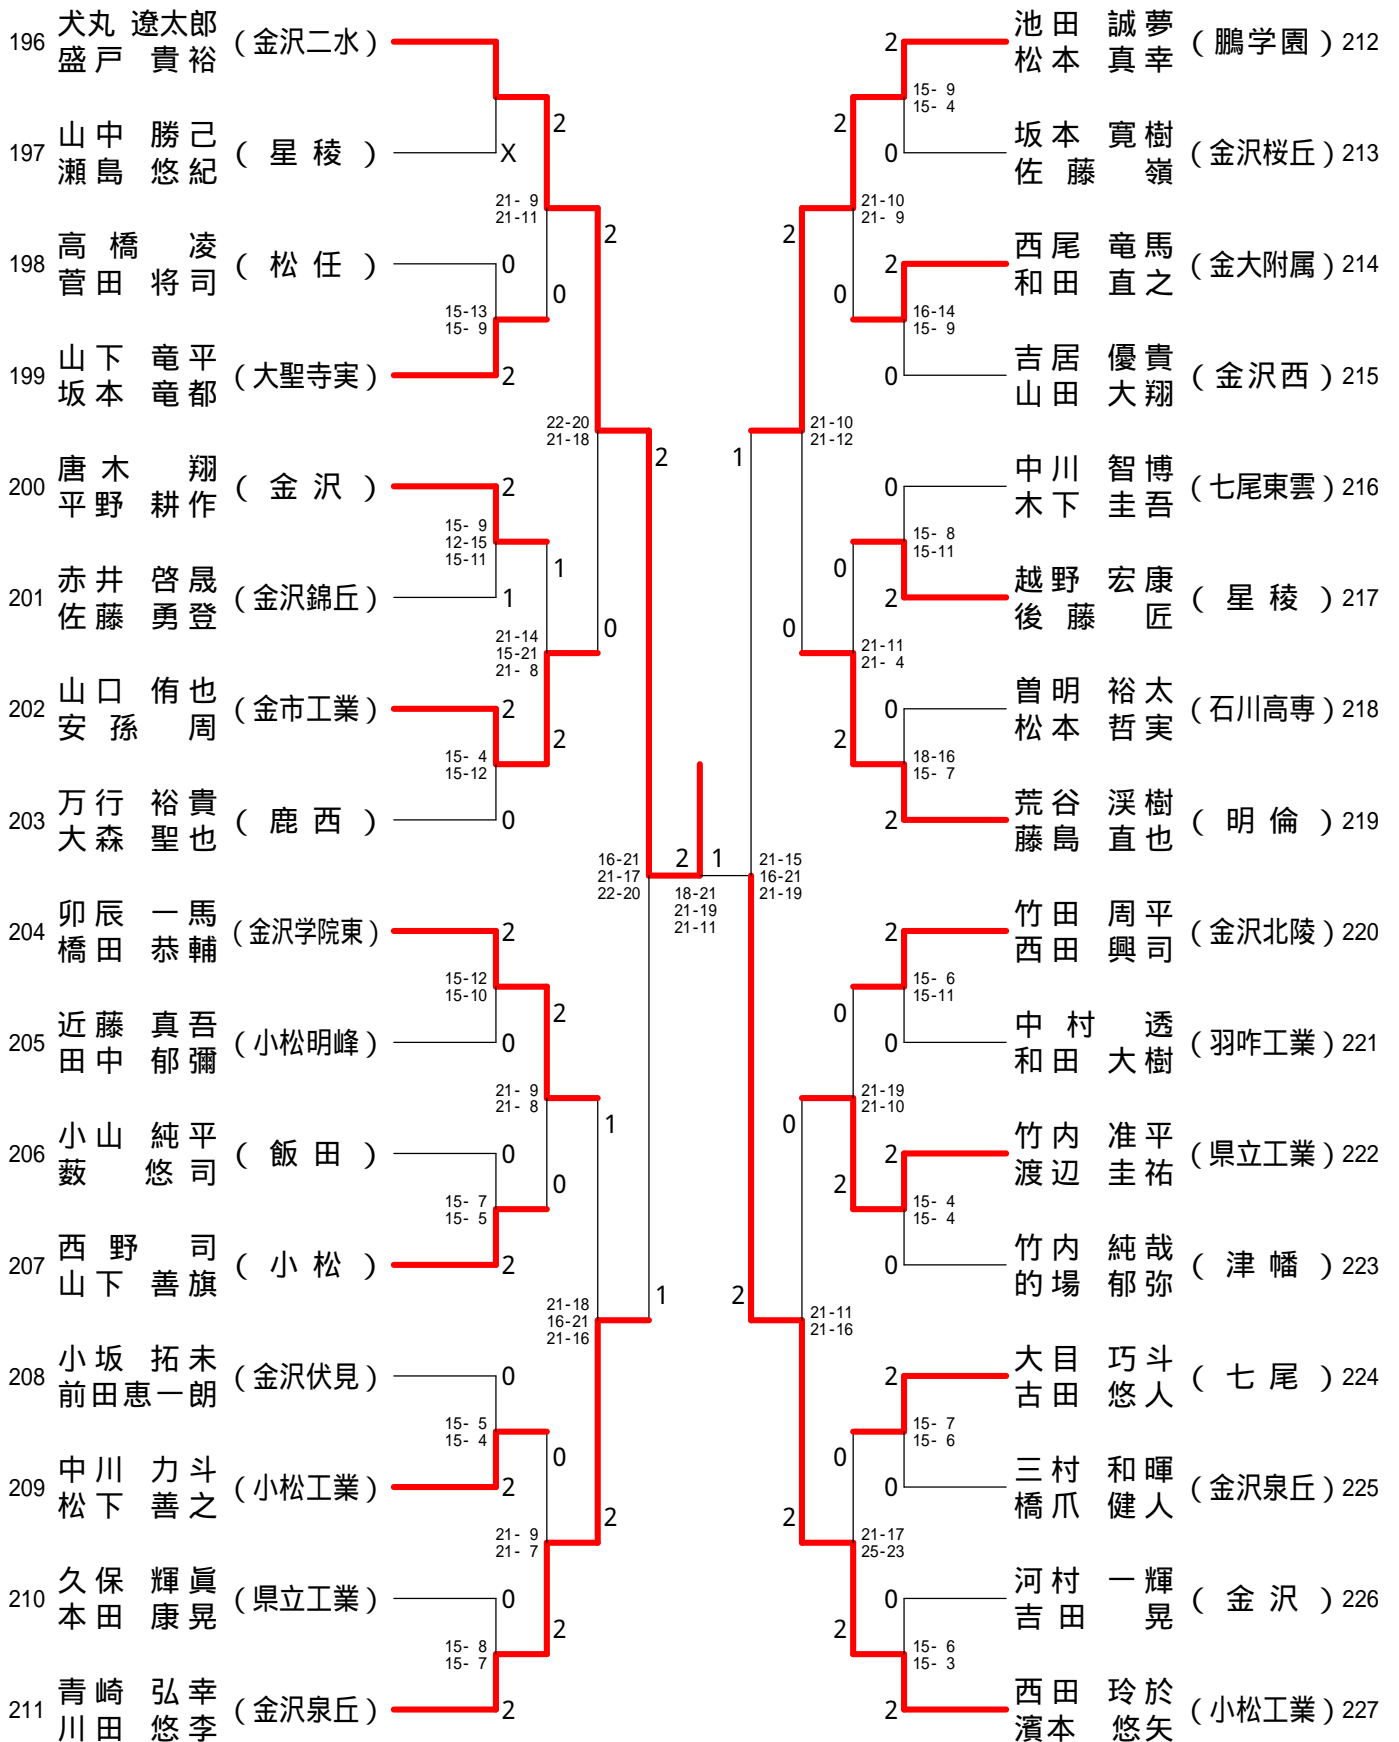 196 犬丸 遼太郎 (金沢二水)
盛戸 貴裕
197 山中 勝己 (星稜) X
瀬島 悠紀
2
21- 9
21-11
198 高橋 凌 (松任) 0
菅田 将司
15-13
15- 9
0
199 山下 竜平 (大聖寺実) 2
坂本 竜都
2
22-20
21-18
200 唐木 翔 (金沢) 2
平野 耕作
15- 9
12-15
15-11
1
201 赤井 啓晟 (金沢錦丘) 1
佐藤 勇登
21-14
15-21
21- 8
0
202 山口 侑也 (金市工業) 2
安孫 周
15- 4
15-12
2
203 万行 裕貴 (鹿西) 0
大森 聖也
2
16-21
21-17
22-20
204 卯辰 一馬 (金沢学院東) 2
橋田 恭輔
15-12
15-10
2
205 近藤 真吾 (小松明峰) 0
田中 郁彌
21- 9
21- 8
1
206 小山 純平 (飯田) 0
薮 悠司
15- 7
15- 5
0
207 西野 司 (小松) 2
山下 善旗
21-18
16-21
21-16
1
208 小坂 拓未 (金沢伏見) 0
前田恵一朗
15- 5
15- 4
0
209 中川 力斗 (小松工業) 2
松下 善之
21- 9
21- 7
2
210 久保 輝眞 (県立工業) 0
本田 康晃
15- 8
15- 7
2
211 青崎 弘幸 (金沢泉丘) 2
川田 悠李
2 1
18-21
21-19
21-11
2 池田 誠夢 (鵬学園) 212
松本 真幸
15- 9
15- 4
2
0 坂本 寛樹 (金沢桜丘) 213
佐藤 嶺
21-10
21- 9
2
2 西尾 竜馬 (金大附属) 214
和田 直之
16-14
15- 9
0
0 吉居 優貴 (金沢西) 215
山田 大翔
21-10
21-12
1
0 中川 智博 (七尾東雲) 216
木下 圭吾
15- 8
15-11
0
2 越野 宏康 (星稜) 217
後藤 匠
21-11
21- 4
0
0 曽明 裕太 (石川高専) 218
松本 哲実
18-16
15- 7
2
2 荒谷 渓樹 (明倫) 219
藤島 直也
21-15
16-21
21-19
2 竹田 周平 (金沢北陵) 220
西田 興司
15- 6
15-11
0
0 中村 透 (羽咋工業) 221
和田 大樹
21-19
21-10
0
2 竹内 准平 (県立工業) 222
渡辺 圭祐
15- 4
15- 4
2
0 竹内 純哉 (津幡) 223
的場 郁弥
2
21-11
21-16
2 大目 巧斗 (七尾) 224
古田 悠人
15- 7
15- 6
0
0 三村 和暉 (金沢泉丘) 225
橋爪 健人
2
21-17
25-23
0 河村 一輝 (金沢) 226
吉田 晃
15- 6
15- 3
2
2 西田 玲於 (小松工業) 227
濱本 悠矢